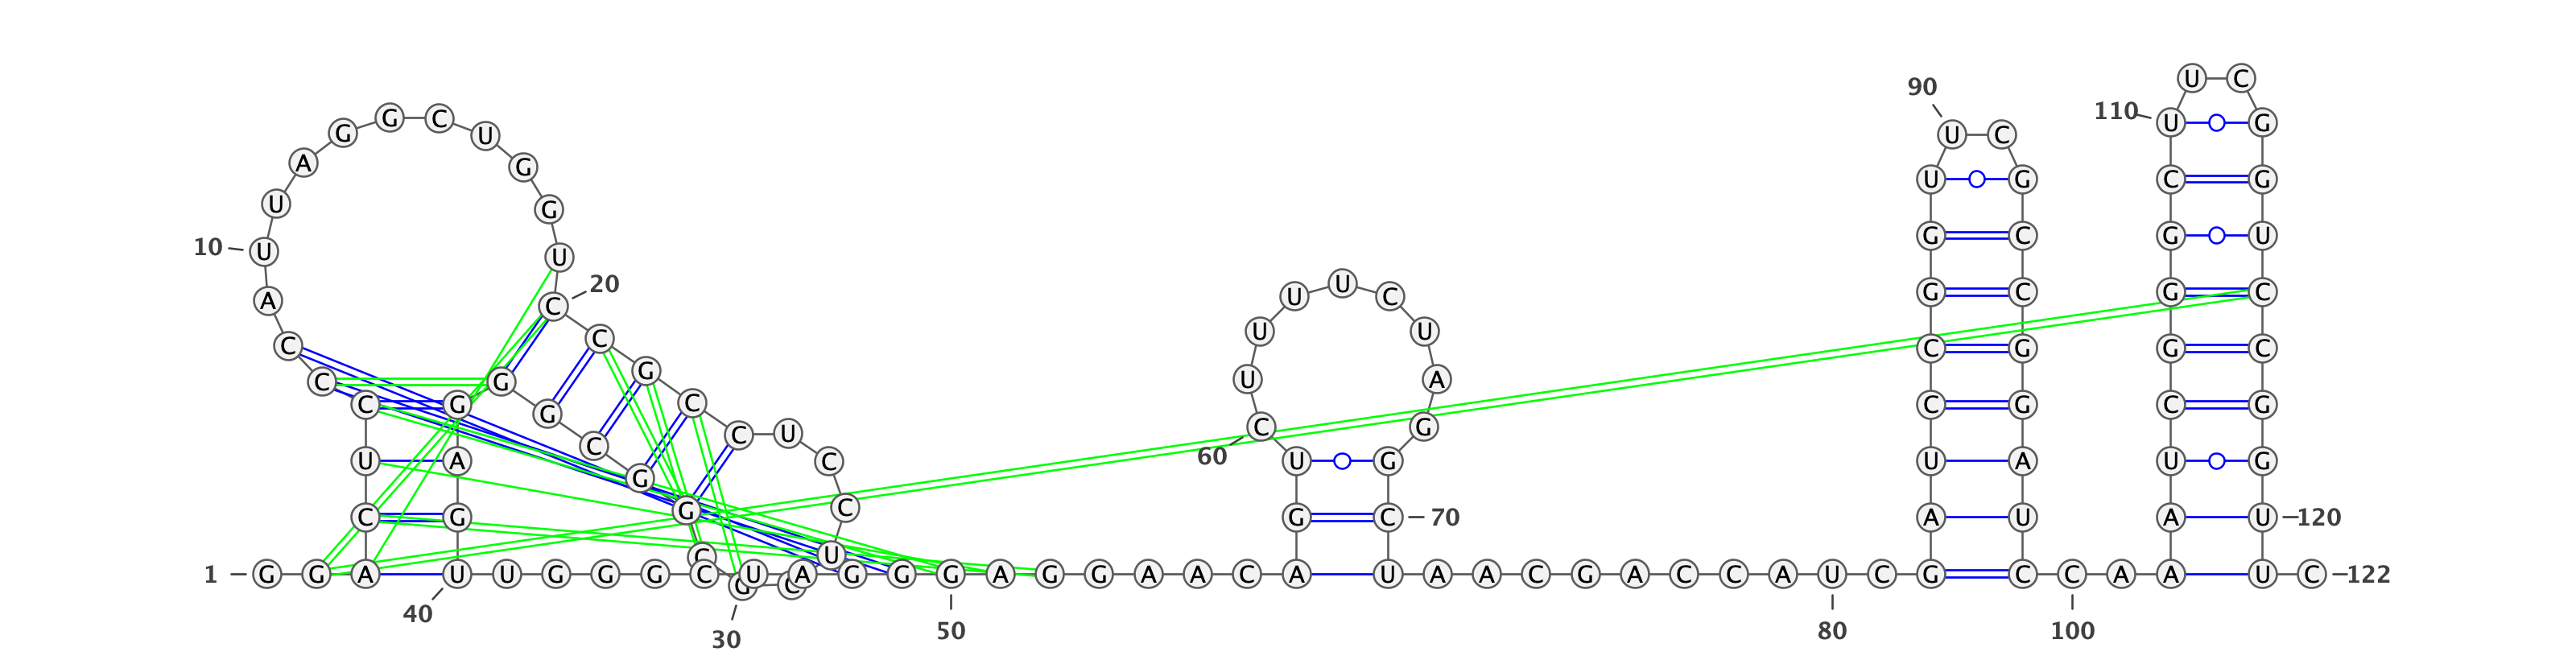 1
G G A C U C C C A U
10
U A G G C U G G U C
20
C G C C U C C U C G
30
C G G C G G G A G U
40
U G G G C U A G G G
50
A G G A A C A G U C
60
U U U U C U A G G C
70
U A A C G A C C A U
80
C G A U C C G G U U
90
C G C C G G A U C C
100
A A A U C G G G C U
110
U C G G U C C G G U
120
U C
122